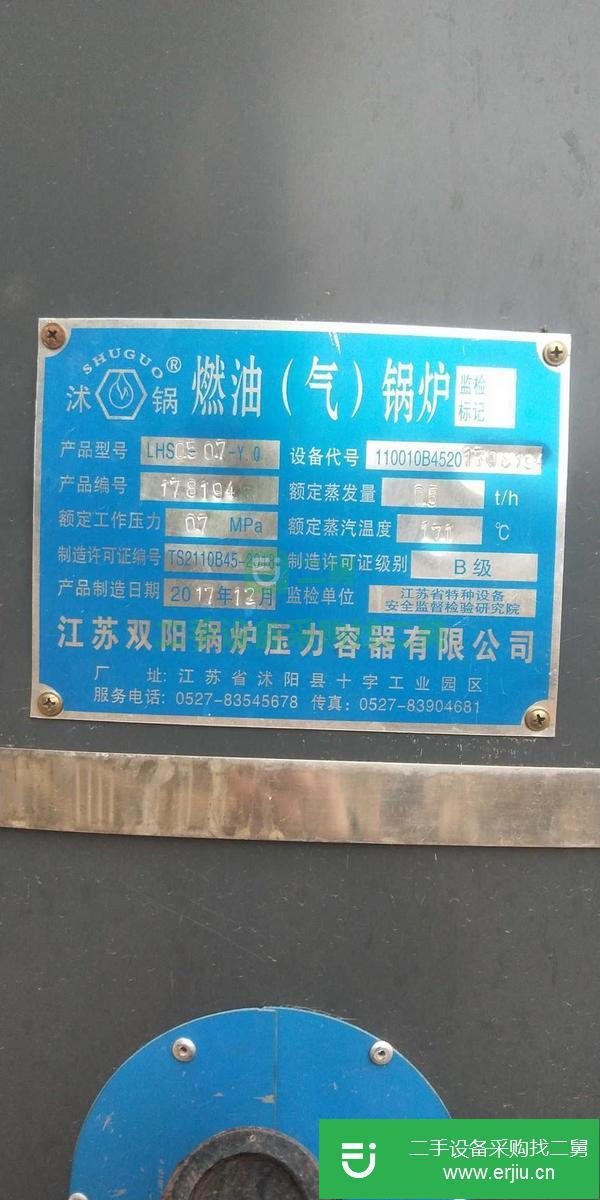 SHUGUO®
沭 锅 燃油（气）锅炉 监检标记
产品型号 LHS0.5-0.7-Y.Q 设备代号 110010B4520
产品编号 178194 额定蒸发量 0.5 t/h
额定工作压力 0.7 MPa 额定蒸汽温度 171 ℃
制造许可证编号 TS2110B45 制造许可证级别 B 级
产品制造日期 2017年12月 监检单位 江苏省特种设备安全监督检验研究院
江苏双阳锅炉压力容器有限公司
厂 址: 江苏省沭阳县十字工业园区
服务电话: 0527-83545678 传真: 0527-83904681
二手设备采购找二舅
www.erjiu.cn